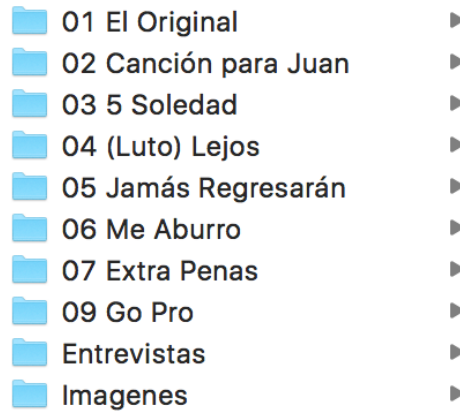 01 El Original
02 Canción para Juan
03 5 Soledad
04 (Luto) Lejos
05 Jamás Regresarán
06 Me Aburro
07 Extra Penas
09 Go Pro
Entrevistas
Imagenes